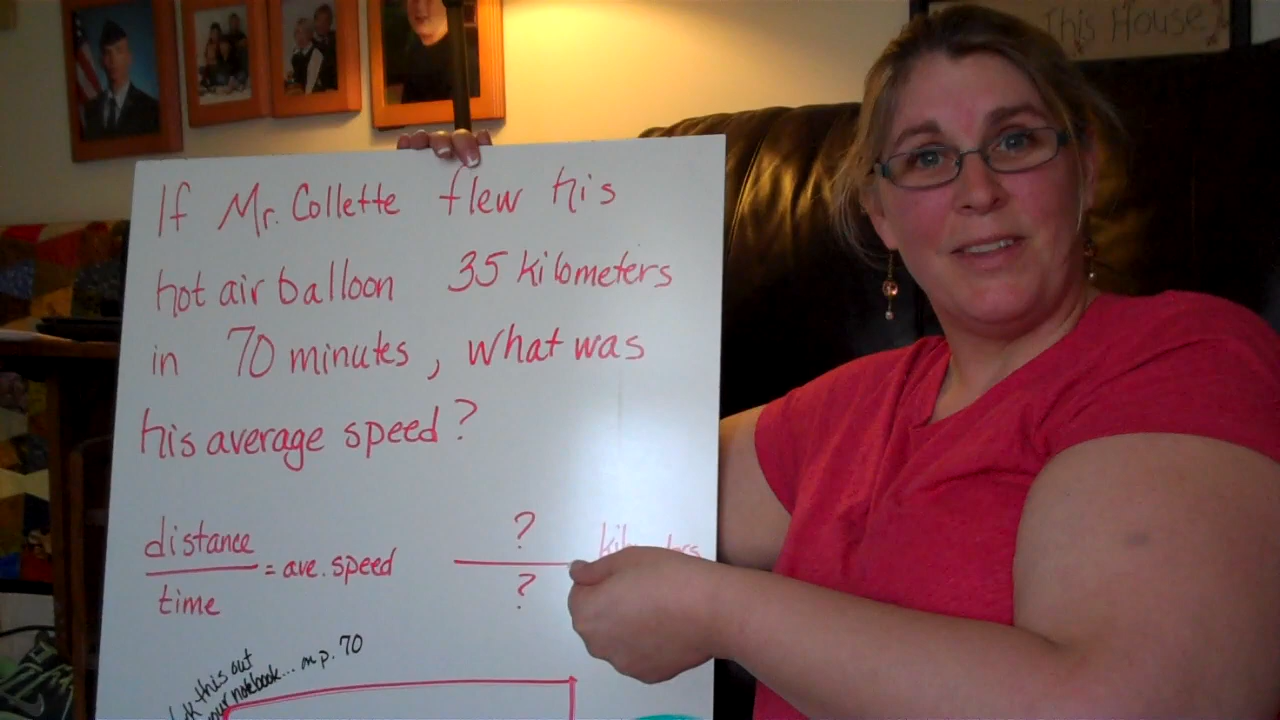 This House
If Mr. Collette flew his
hot air balloon 35 kilometers
in 70 minutes, what was
his average speed?
distance
time
= ave. speed
?
?
this out
notebook... on p. 70